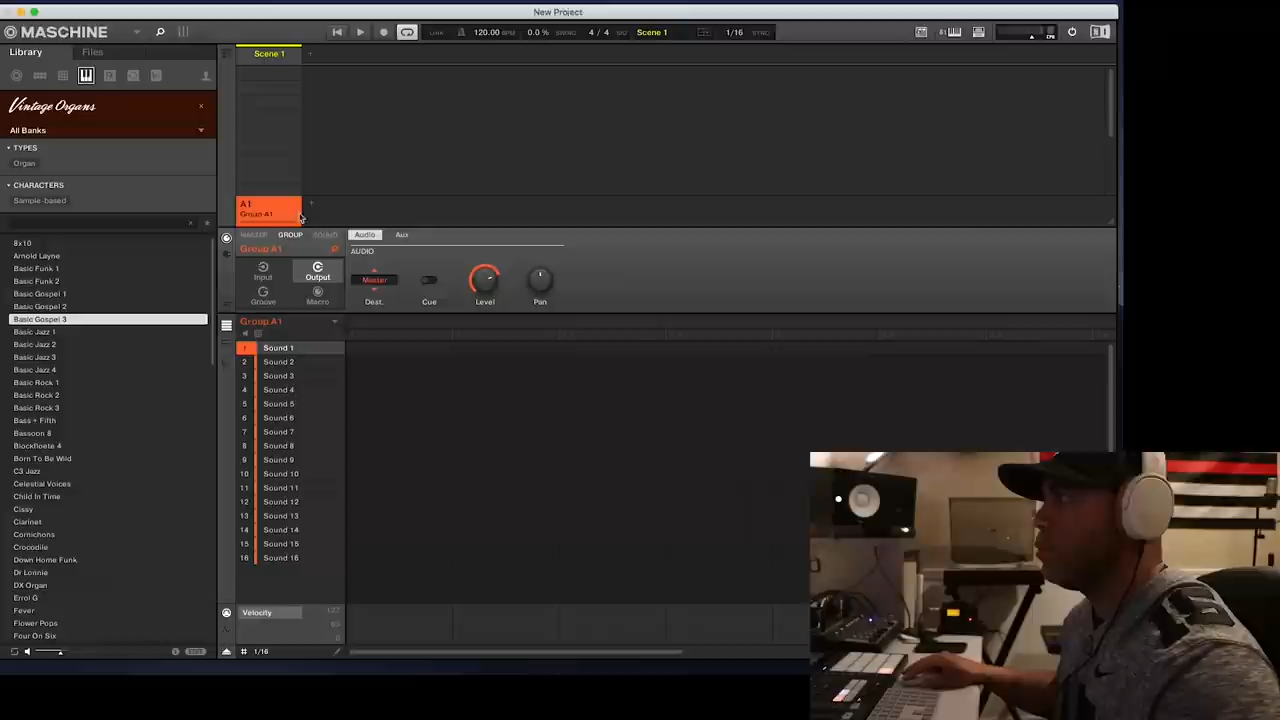 New Project
MASCHINE
LINK 120.00 BPM 0.0% SWING 4 / 4 SIG Scene 1 1/16 SYNC
Library Files
Scene 1 +
Vintage Organs ×
All Banks
TYPES
Organ
CHARACTERS
Sample-based
8x10
Arnold Layne
Basic Funk 1
Basic Funk 2
Basic Gospel 1
Basic Gospel 2
Basic Gospel 3
Basic Jazz 1
Basic Jazz 2
Basic Jazz 3
Basic Jazz 4
Basic Rock 1
Basic Rock 2
Basic Rock 3
Bass + Fifth
Bassoon 8
Blockfloete 4
Born To Be Wild
C3 Jazz
Celestial Voices
Child In Time
Cissy
Clarinet
Cornichons
Crocodile
Down Home Funk
Dr Lonnie
DX Organ
Errol G
Fever
Flower Pops
Four On Six
EDIT
A1 +
Group A1
MASTER GROUP SOUND
Group A1
Input Output
Groove Macro
Audio Aux
AUDIO
Master
Dest. Cue Level Pan
Group A1
1 Sound 1
2 Sound 2
3 Sound 3
4 Sound 4
5 Sound 5
6 Sound 6
7 Sound 7
8 Sound 8
9 Sound 9
10 Sound 10
11 Sound 11
12 Sound 12
13 Sound 13
14 Sound 14
15 Sound 15
16 Sound 16
Velocity 127
63
0
1/16